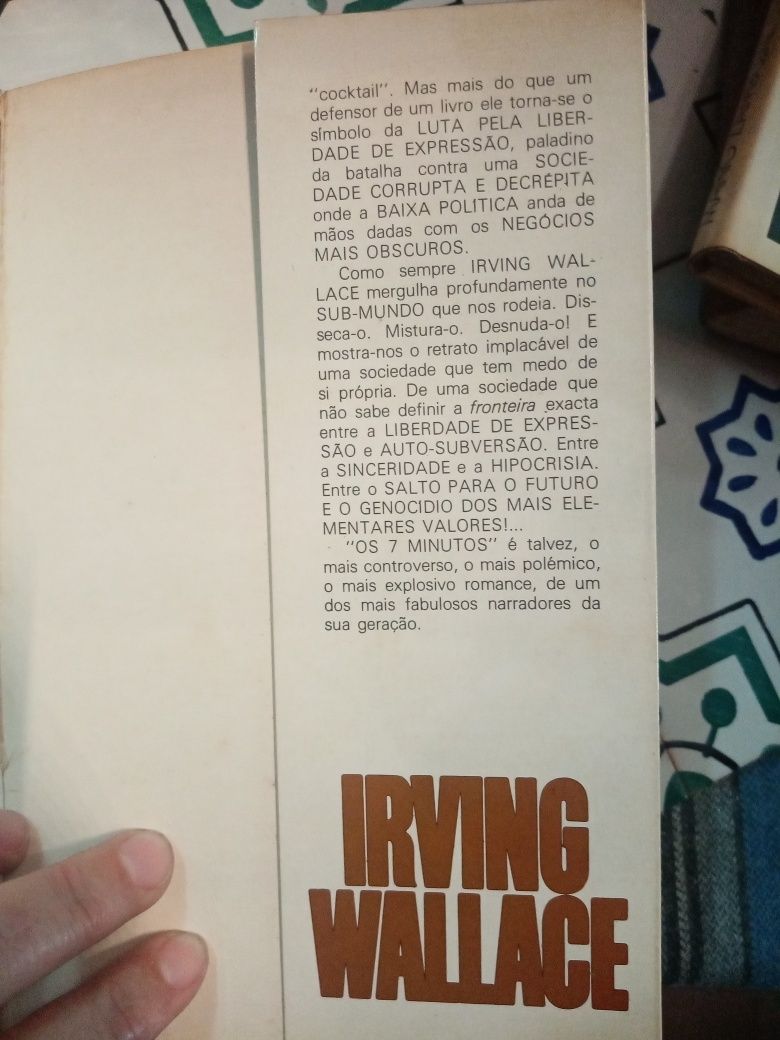 "cocktail". Mas mais do que um
defensor de um livro ele torna-se o
símbolo da LUTA PELA LIBER-
DADE DE EXPRESSÃO, paladino
da batalha contra uma SOCIE-
DADE CORRUPTA E DECRÉPITA
onde a BAIXA POLÍTICA anda de
mãos dadas com os NEGÓCIOS
MAIS OBSCUROS.
Como sempre IRVING WAL-
LACE mergulha profundamente no
SUB-MUNDO que nos rodeia. Dis-
seca-o. Mistura-o. Desnuda-o! E
mostra-nos o retrato implacável de
uma sociedade que tem medo de
si própria. De uma sociedade que
não sabe definir a fronteira exacta
entre a LIBERDADE DE EXPRES-
SÃO e AUTO-SUBVERSÃO. Entre
a SINCERIDADE e a HIPOCRISIA.
Entre o SALTO PARA O FUTURO
E O GENOCIDIO DOS MAIS ELE-
MENTARES VALORES!...
"OS 7 MINUTOS" é talvez, o
mais controverso, o mais polémico,
o mais explosivo romance, de um
dos mais fabulosos narradores da
sua geração.
IRVING
WALLACE